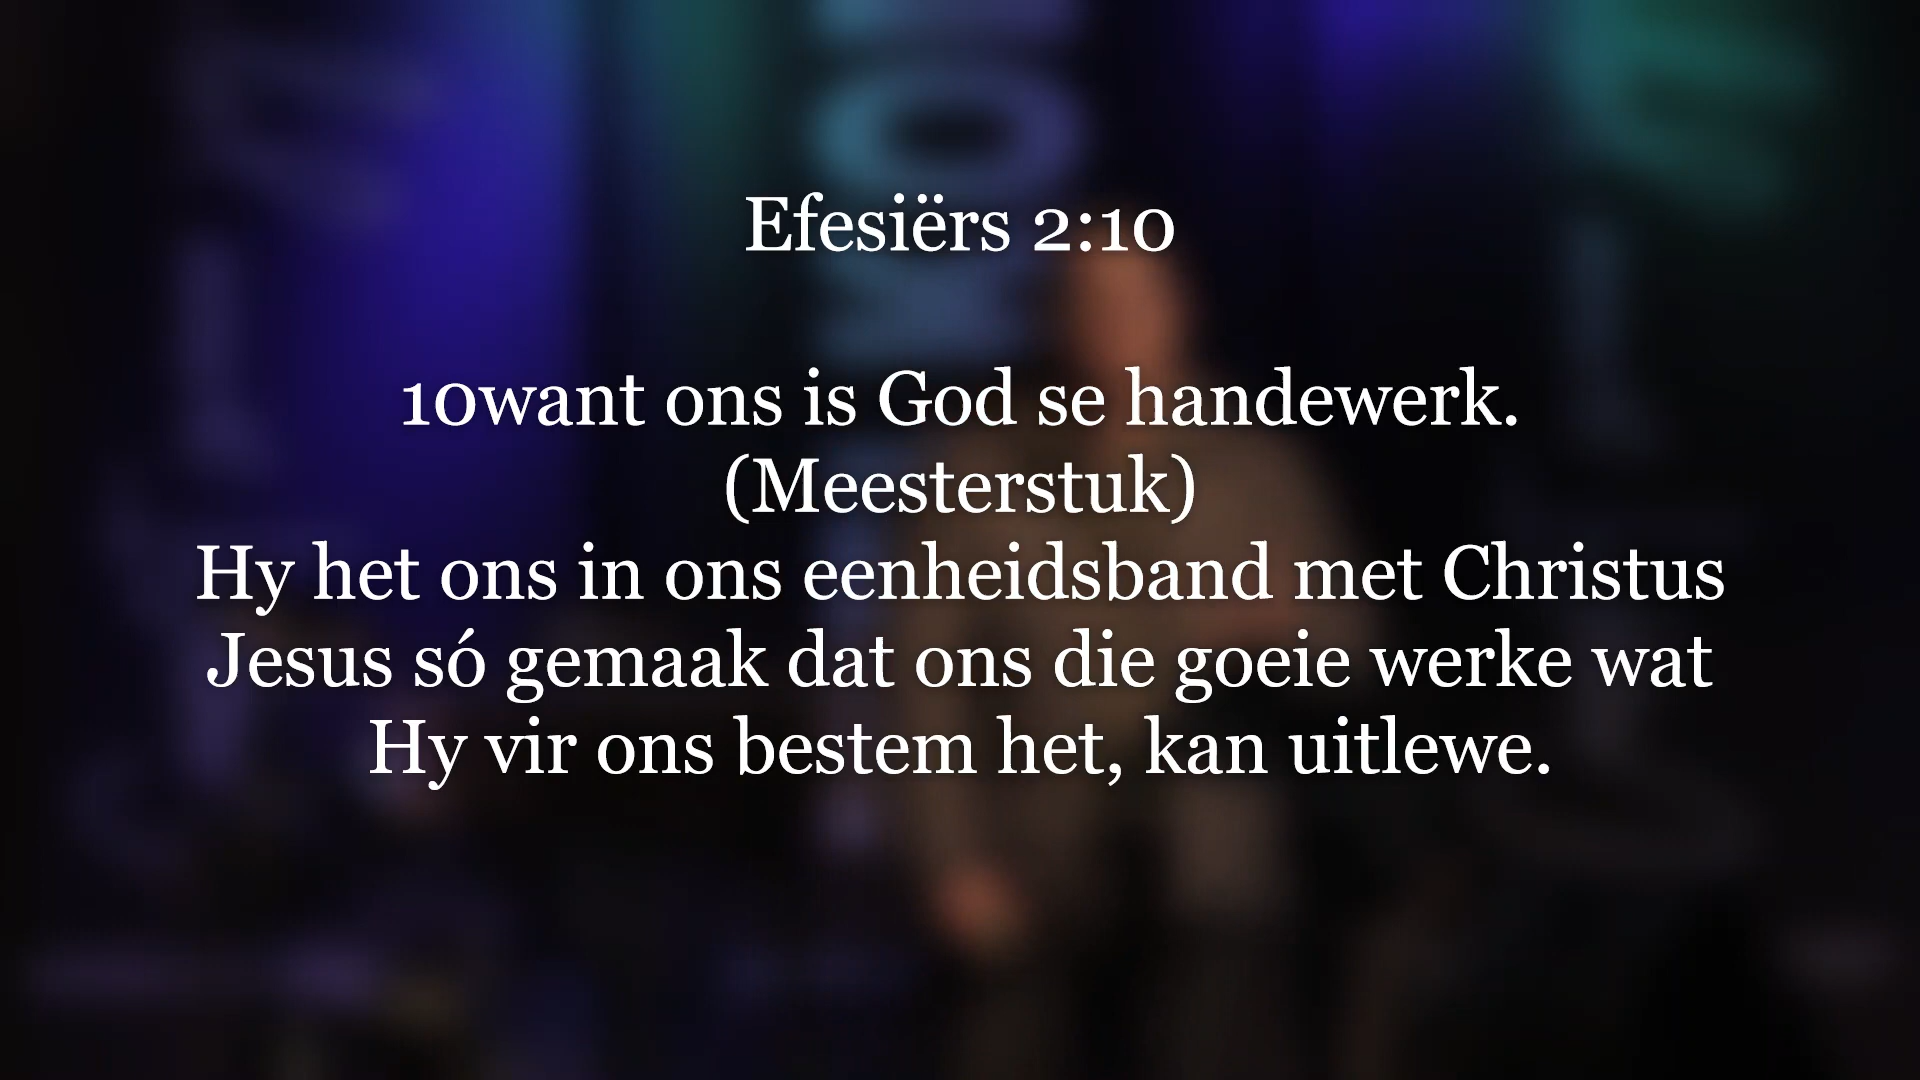 Efesiërs 2:10
10want ons is God se handewerk.
(Meesterstuk)
Hy het ons in ons eenheidsband met Christus
Jesus só gemaak dat ons die goeie werke wat
Hy vir ons bestem het, kan uitlewe.